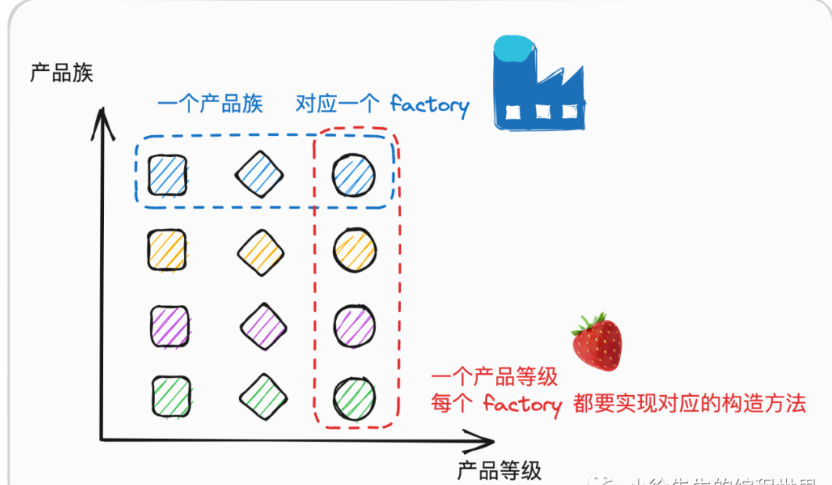 产品族
一个产品族 对应一个 factory
一个产品等级
每个 factory 都要实现对应的构造方法
产品等级